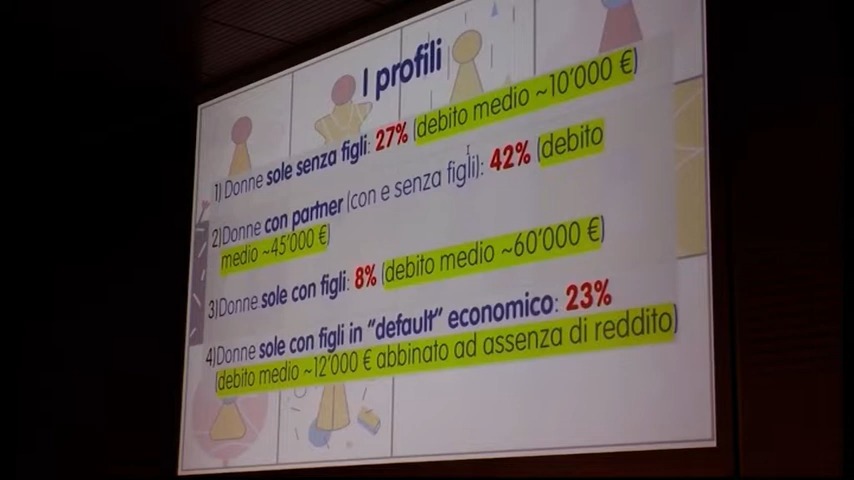 I profili
1) Donne sole senza figli: 27% (debito medio ~10'000 €)
2)Donne con partner (con e senza figli): 42% (debito
medio ~45'000 €)
3)Donne sole con figli: 8% (debito medio ~60'000 €)
4)Donne sole con figli in "default" economico: 23%
(debito medio ~12'000 € abbinato ad assenza di reddito)